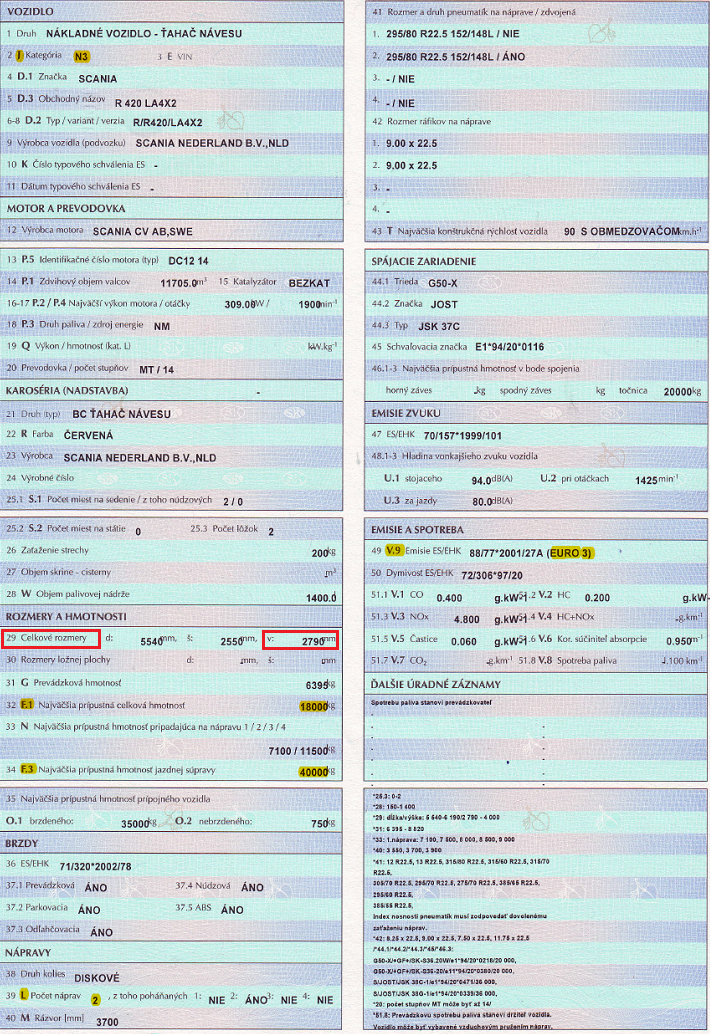 VOZIDLO
1 Druh NÁKLADNÉ VOZIDLO - ŤAHAČ NÁVESU
2 J Kategória N3 3 E VIN
4 D.1 Značka SCANIA
5 D.3 Obchodný názov R 420 LA4X2
6-8 D.2 Typ / variant / verzia R/R420/LA4X2
9 Výrobca vozidla (podvozku) SCANIA NEDERLAND B.V.,NLD
10 K Číslo typového schválenia ES -
11 Dátum typového schválenia ES -
MOTOR A PREVODOVKA
12 Výrobca motora SCANIA CV AB,SWE
13 P.5 Identifikačné číslo motora (typ) DC12 14
14 P.1 Zdvihový objem valcov 11705.0 m³ 15 Katalyzátor BEZKAT
16-17 P.2 / P.4 Najväčší výkon motora / otáčky 309.00 kW / 1900 min⁻¹
18 P.3 Druh paliva / zdroj energie NM
19 Q Výkon / hmotnosť (kat. L) - kW.kg⁻¹
20 Prevodovka / počet stupňov MT / 14
KAROSÉRIA (NADSTAVBA) -
21 Druh (typ) BC ŤAHAČ NÁVESU
22 R Farba ČERVENÁ
23 Výrobca SCANIA NEDERLAND B.V.,NLD
24 Výrobné číslo
25.1 S.1 Počet miest na sedenie / z toho núdzových 2 / 0
25.2 S.2 Počet miest na státie 0 25.3 Počet lôžok 2
26 Zaťaženie strechy 200 kg
27 Objem skrine - cisterny - m³
28 W Objem palivovej nádrže 1400.0
ROZMERY A HMOTNOSTI
29 Celkové rozmery d: 5540 mm, š: 2550 mm, v: 2790 mm
30 Rozmery ložnej plochy d: - mm, š: - mm
31 G Prevádzková hmotnosť 6395 kg
32 F.1 Najväčšia prípustná celková hmotnosť 18000 kg
33 N Najväčšia prípustná hmotnosť pripadajúca na nápravu 1 / 2 / 3 / 4
7100 / 11500 kg
34 F.3 Najväčšia prípustná hmotnosť jazdnej súpravy 40000 kg
35 Najväčšia prípustná hmotnosť prípojného vozidla
O.1 brzdeného: 35000 kg O.2 nebrzdeného: 750 kg
BRZDY
36 ES/EHK 71/320*2002/78
37.1 Prevádzková ÁNO 37.4 Núdzová ÁNO
37.2 Parkovacia ÁNO 37.5 ABS ÁNO
37.3 Odľahčovacia ÁNO
NÁPRAVY
38 Druh kolies DISKOVÉ
39 L Počet náprav 2 , z toho poháňaných 1: NIE 2: ÁNO 3: NIE 4: NIE
40 M Rázvor [mm] 3700
41 Rozmer a druh pneumatík na náprave / zdvojená
1. 295/80 R22.5 152/148L / NIE
2. 295/80 R22.5 152/148L / ÁNO
3. - / NIE
4. - / NIE
42 Rozmer ráfikov na náprave
1. 9.00 x 22.5
2. 9,00 x 22.5
3. -
4. -
43 T Najväčšia konštrukčná rýchlosť vozidla 90 S OBMEDZOVAČOM km.h⁻¹
SPÁJACIE ZARIADENIE
44.1 Trieda G50-X
44.2 Značka JOST
44.3 Typ JSK 37C
45 Schvaľovacia značka E1*94/20*0116
46.1-3 Najväčšia prípustná hmotnosť v bode spojenia
horný záves - kg spodný záves kg točnica 20000 kg
EMISIE ZVUKU
47 ES/EHK 70/157*1999/101
48.1-3 Hladina vonkajšieho zvuku vozidla
U.1 stojaceho 94.0 dB(A) U.2 pri otáčkach 1425 min⁻¹
U.3 za jazdy 80.0 dB(A)
EMISIE A SPOTREBA
49 V.9 Emisie ES/EHK 88/77*2001/27A (EURO 3)
50 Dymivosť ES/EHK 72/306*97/20
51.1 V.1 CO 0.400 g.kW⁻¹ 51.2 V.2 HC 0.200 g.kW-
51.3 V.3 NOx 4.800 g.kW⁻¹ 51.4 V.4 HC+NOx - g.kg⁻¹
51.5 V.5 Častice 0.060 g.kW⁻¹ 51.6 V.6 Kor. súčiniteľ absorpcie 0.950 m⁻¹
51.7 V.7 CO₂ - g.km⁻¹ 51.8 V.8 Spotreba paliva - l.100 km⁻¹
ĎALŠIE ÚRADNÉ ZÁZNAMY
Spotrebu paliva stanoví prevádzkovateľ
*25.3: 0-2
*28: 150-1 400
*29: dĺžka/výška: 5 540-6 190/2 790 - 4 000
*31: 6 395 - 8 820
*33: 1.náprava: 7 100, 7 500, 8 000, 8 500, 9 000
*40: 3 550, 3 700, 3 900
*41: 12 R22.5, 13 R22.5, 315/80 R22.5, 315/60 R22.5, 315/70
R22.5,
305/70 R22.5, 295/70 R22.5, 275/70 R22.5, 385/65 R22.5,
295/60 R22.5,
385/55 R22.5,
Index nosnosti pneumatík musí zodpovedať dovolenému
zaťaženiu náprav.
*42: 8.25 x 22.5, 9.00 x 22.5, 7.50 x 22.5, 11.75 x 22.5
/*44.1/*44.2/*44.3/*45/*46.3:
G50-X/+GF+/SK-S36.20W/e1*94/20*0218/20 000,
G50-X/+GF+/SK-S36-20/e11*94/20*0380/20 000,
S/JOST/JSK 38C-1/e1*94/20*0471/36 000,
S/JOST/JSK 38G-1/e1*94/20*0339/36 000,
*20: počet stupňov MT môže byť až 14/
*51.8: Prevádzkovú spotrebu paliva stanoví držiteľ vozidla.
Vozidlo môže byť vybavené vzduchovým pružením náprav.